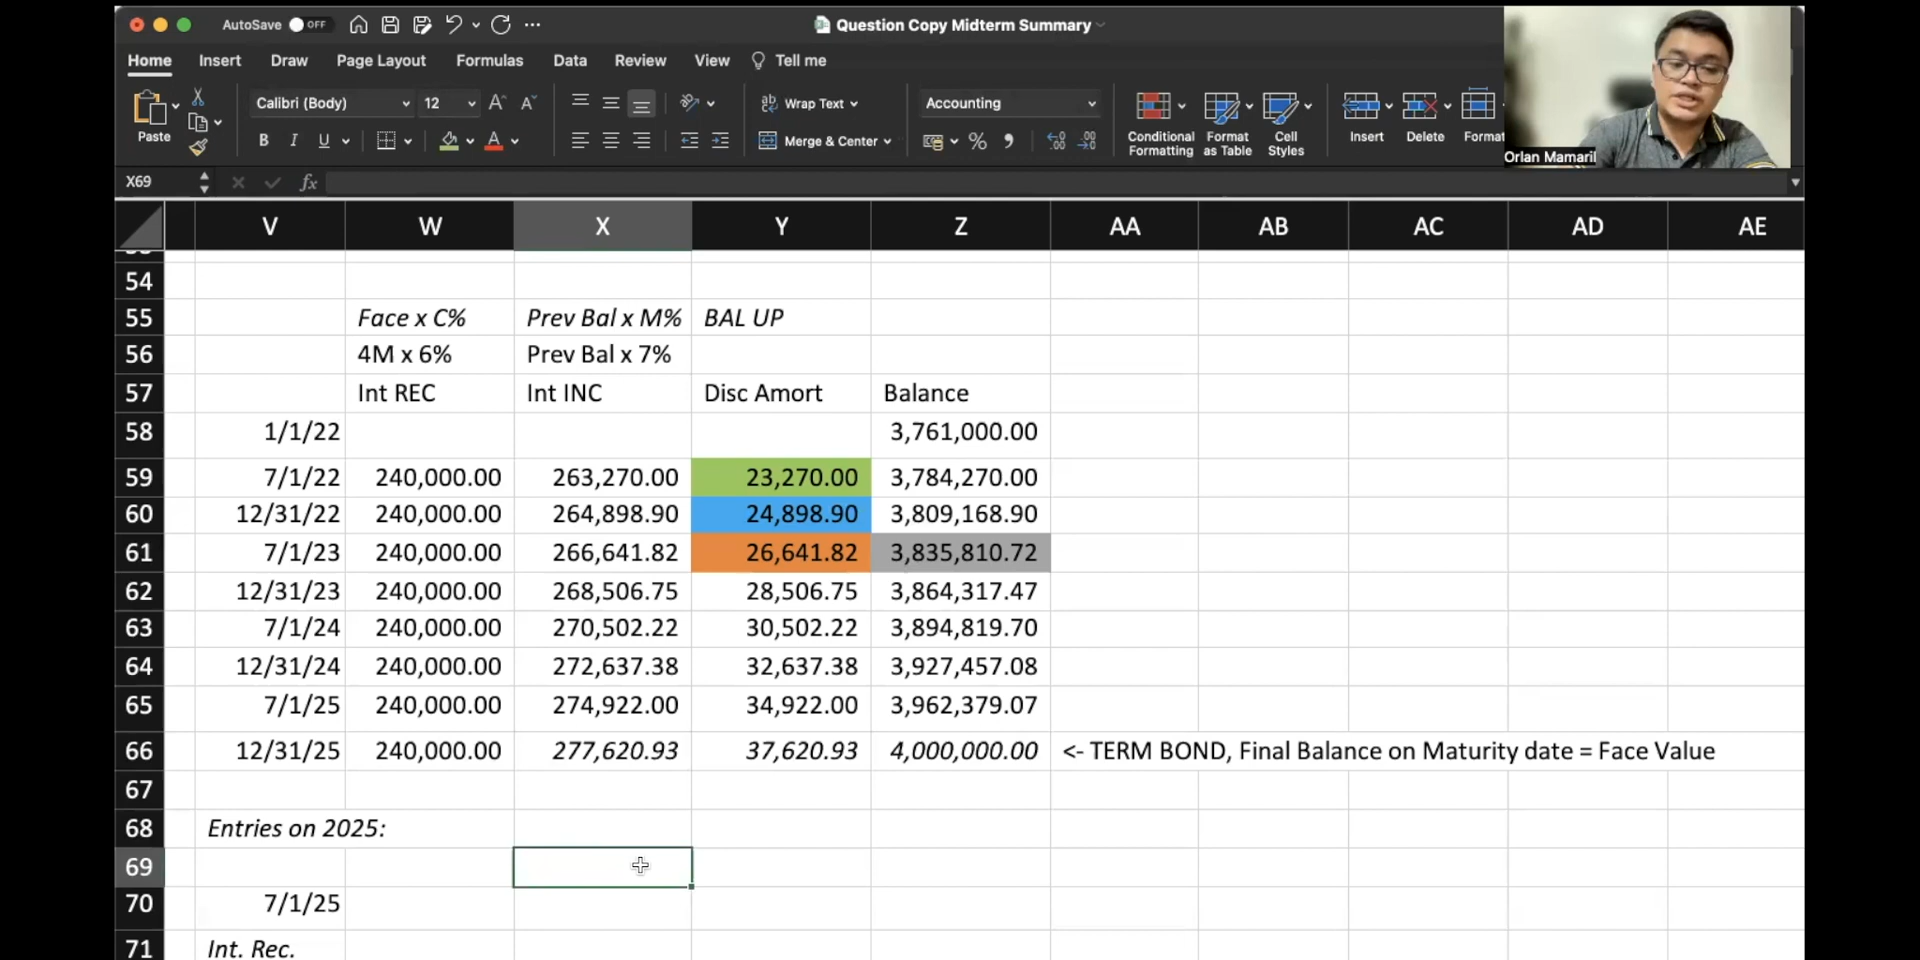 AutoSave OFF Question Copy Midterm Summary
Home Insert Draw Page Layout Formulas Data Review View Tell me
Paste Calibri (Body) 12 A A Wrap Text Accounting
B I U A Merge & Center % Conditional Formatting Format as Table Cell Styles Insert Delete Format
Orlan Mamaril
X69 fx
V W X Y Z AA AB AC AD AE
54
55 Face x C% Prev Bal x M% BAL UP
56 4M x 6% Prev Bal x 7%
57 Int REC Int INC Disc Amort Balance
58 1/1/22 3,761,000.00
59 7/1/22 240,000.00 263,270.00 23,270.00 3,784,270.00
60 12/31/22 240,000.00 264,898.90 24,898.90 3,809,168.90
61 7/1/23 240,000.00 266,641.82 26,641.82 3,835,810.72
62 12/31/23 240,000.00 268,506.75 28,506.75 3,864,317.47
63 7/1/24 240,000.00 270,502.22 30,502.22 3,894,819.70
64 12/31/24 240,000.00 272,637.38 32,637.38 3,927,457.08
65 7/1/25 240,000.00 274,922.00 34,922.00 3,962,379.07
66 12/31/25 240,000.00 277,620.93 37,620.93 4,000,000.00 <- TERM BOND, Final Balance on Maturity date = Face Value
67
68 Entries on 2025:
69
70 7/1/25
71 Int. Rec.